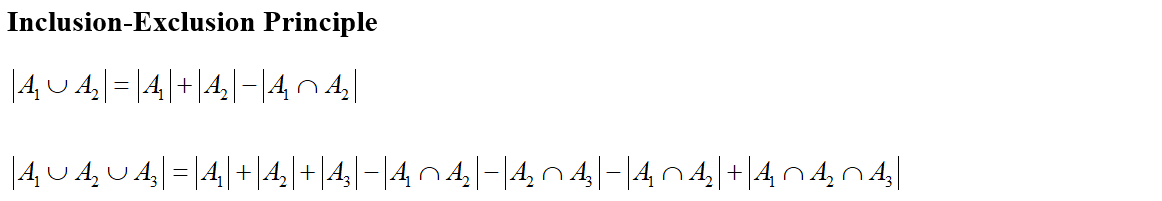 Inclusion-Exclusion Principle
|A₁ ∪ A₂| = |A₁| + |A₂| − |A₁ ∩ A₂|
|A₁ ∪ A₂ ∪ A₃| = |A₁| + |A₂| + |A₃| − |A₁ ∩ A₂| − |A₂ ∩ A₃| − |A₁ ∩ A₂| + |A₁ ∩ A₂ ∩ A₃|